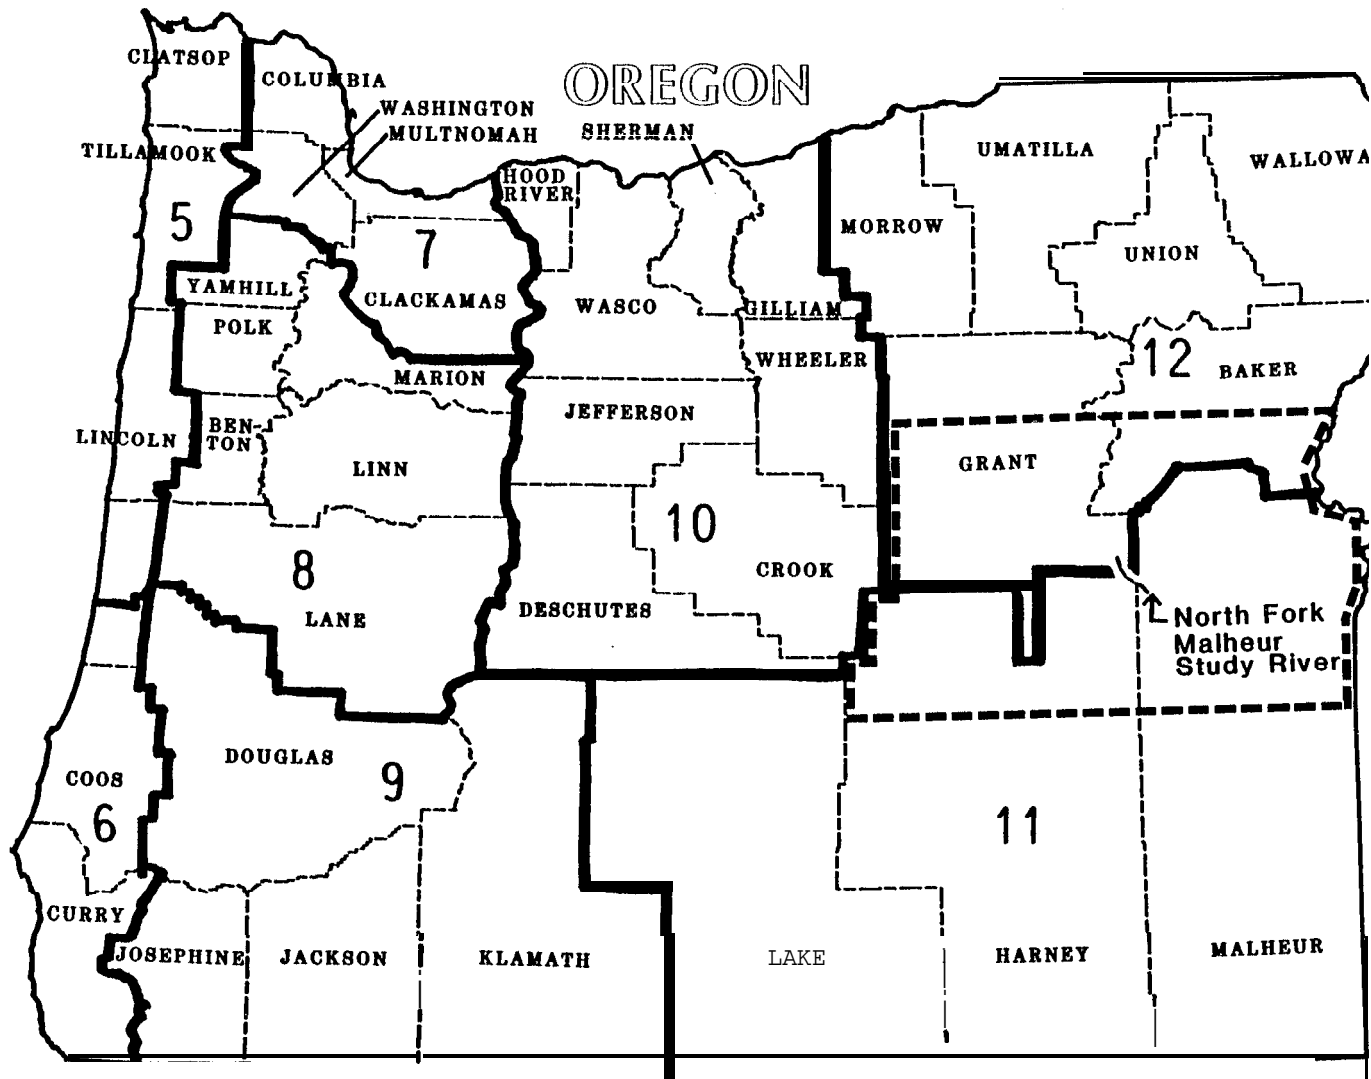 OREGON
CLATSOP
COLUMBIA
WASHINGTON
MULTNOMAH
SHERMAN
TILLAMOOK
HOOD
RIVER
UMATILLA
WALLOWA
5
7
MORROW
UNION
YAMHILL
CLACKAMAS
WASCO
GILLIAM
POLK
WHEELER
12
BAKER
MARION
JEFFERSON
LINCOLN
BEN-
TON
LINN
GRANT
10
8
CROOK
LANE
DESCHUTES
North Fork
Malheur
Study River
DOUGLAS
9
COOS
6
11
CURRY
JOSEPHINE
JACKSON
KLAMATH
LAKE
HARNEY
MALHEUR